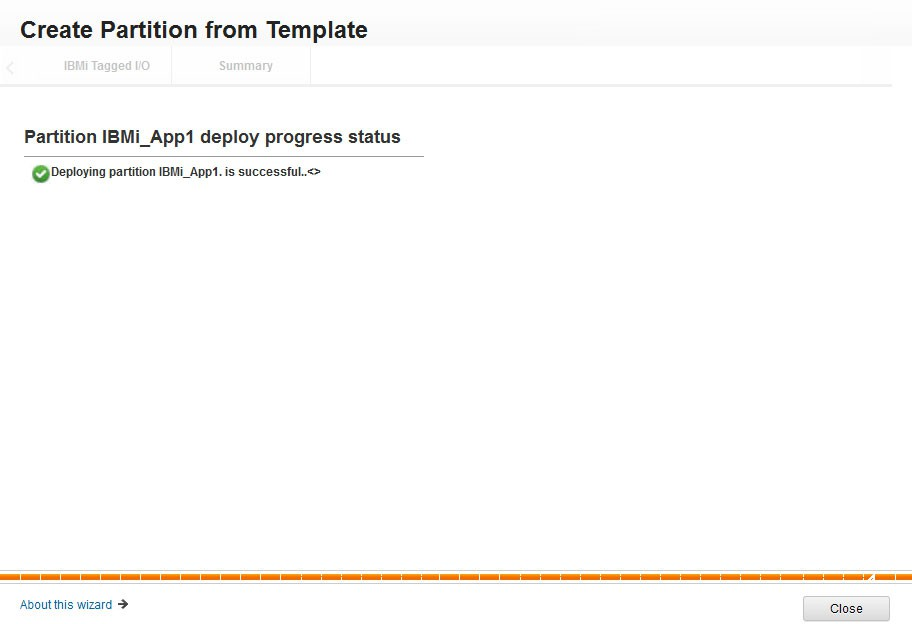 Create Partition from Template
IBMi Tagged I/O Summary
Partition IBMi_App1 deploy progress status
Deploying partition IBMi_App1. is successful..<>
About this wizard
Close